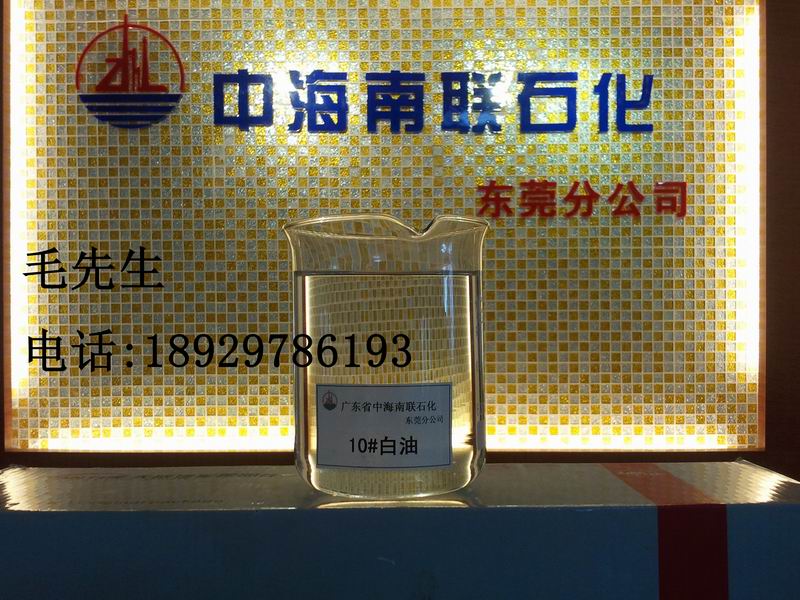 中海南联石化
东莞分公司
毛先生
电话:18929786193
广东省中海南联石化
东莞分公司
10#白油